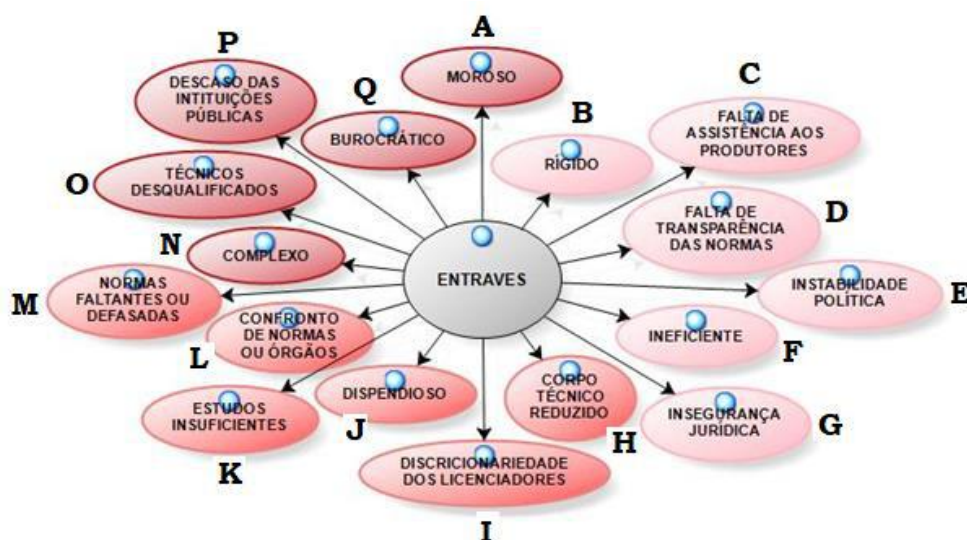 A
MOROSO
P
DESCASO DAS
INTITUIÇÕES
PÚBLICAS
Q
BUROCRÁTICO
B
RÍGIDO
C
FALTA DE
ASSISTÊNCIA AOS
PRODUTORES
O
TÉCNICOS
DESQUALIFICADOS
D
FALTA DE
TRANSPARÊNCIA
DAS NORMAS
N
COMPLEXO
ENTRAVES
M
NORMAS
FALTANTES OU
DEFASADAS
E
INSTABILIDADE
POLÍTICA
L
CONFRONTO
DE NORMAS
OU ÓRGÃOS
F
INEFICIENTE
K
ESTUDOS
INSUFICIENTES
J
DISPENDIOSO
H
CORPO
TÉCNICO
REDUZIDO
G
INSEGURANÇA
JURÍDICA
I
DISCRICIONARIEDADE
DOS LICENCIADORES